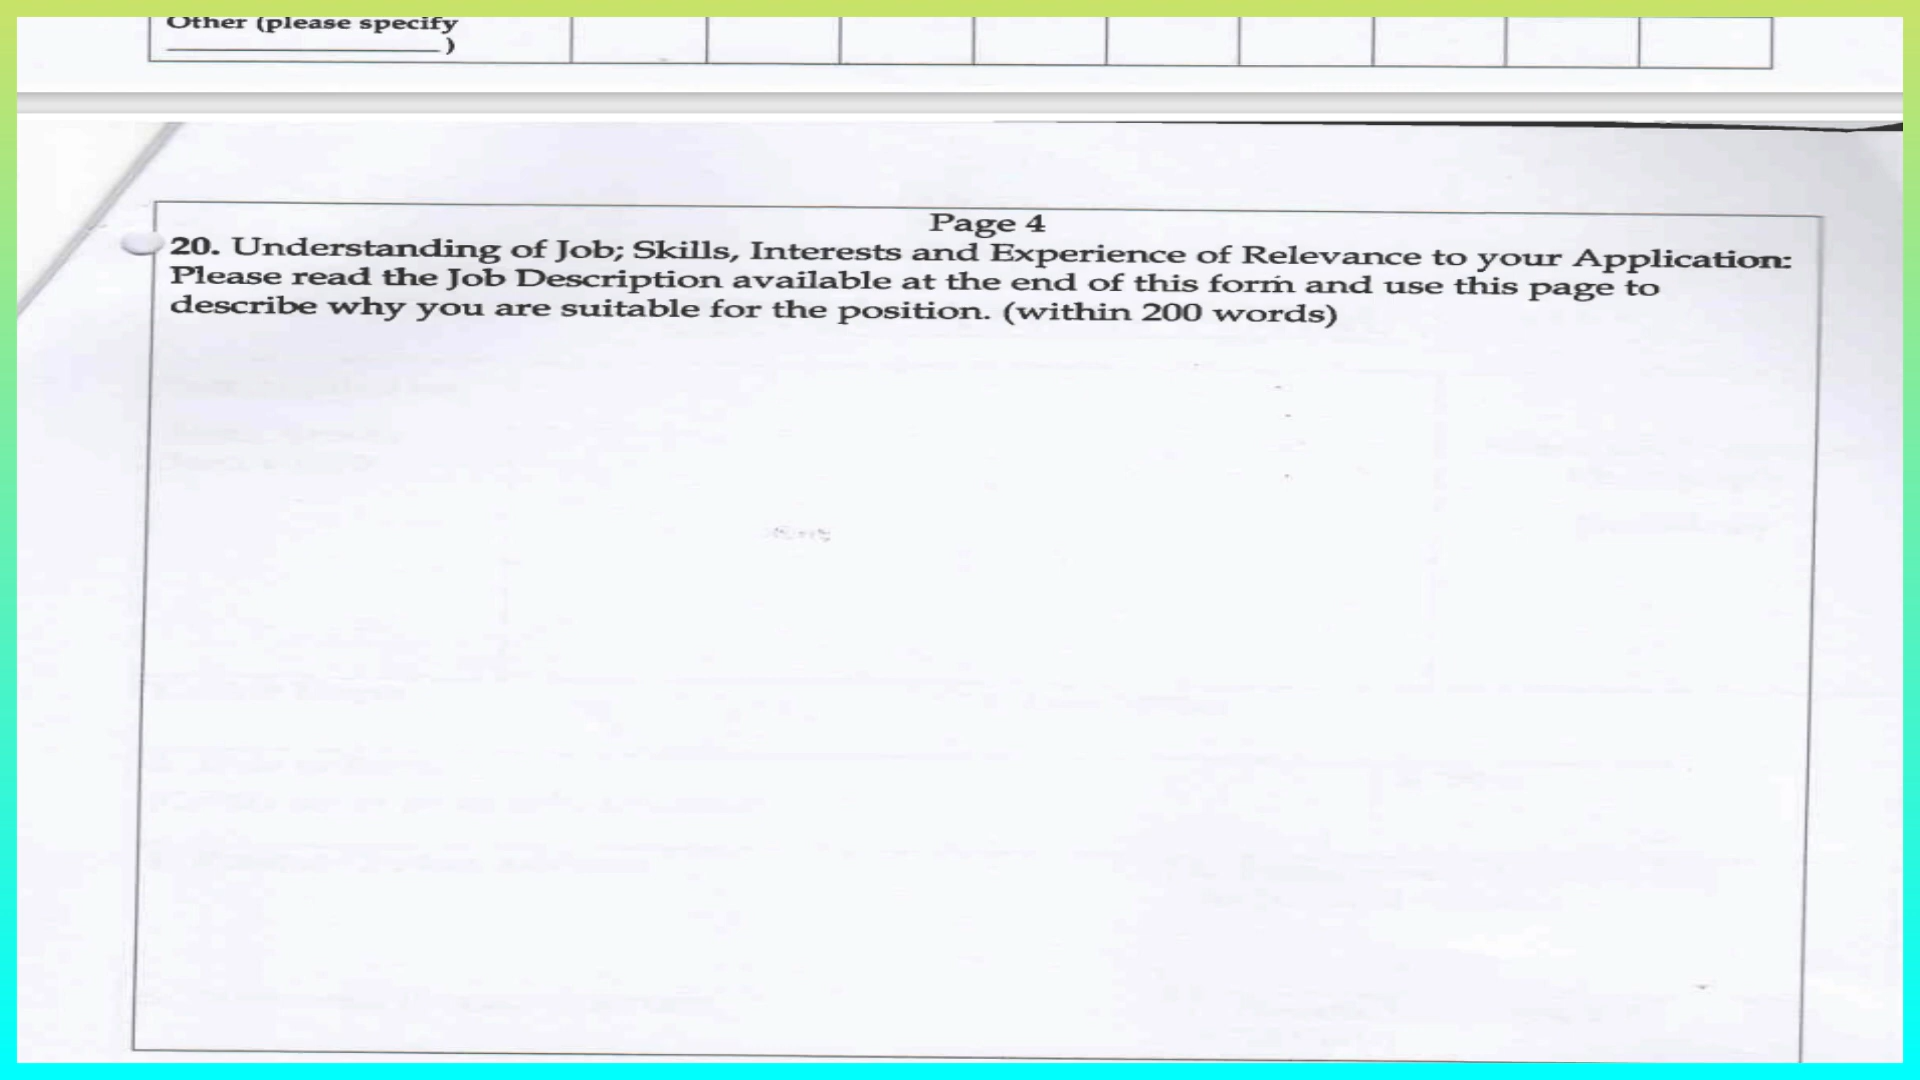 Other (please specify
____________________)
Page 4
20. Understanding of Job; Skills, Interests and Experience of Relevance to your Application:
Please read the Job Description available at the end of this form and use this page to
describe why you are suitable for the position. (within 200 words)